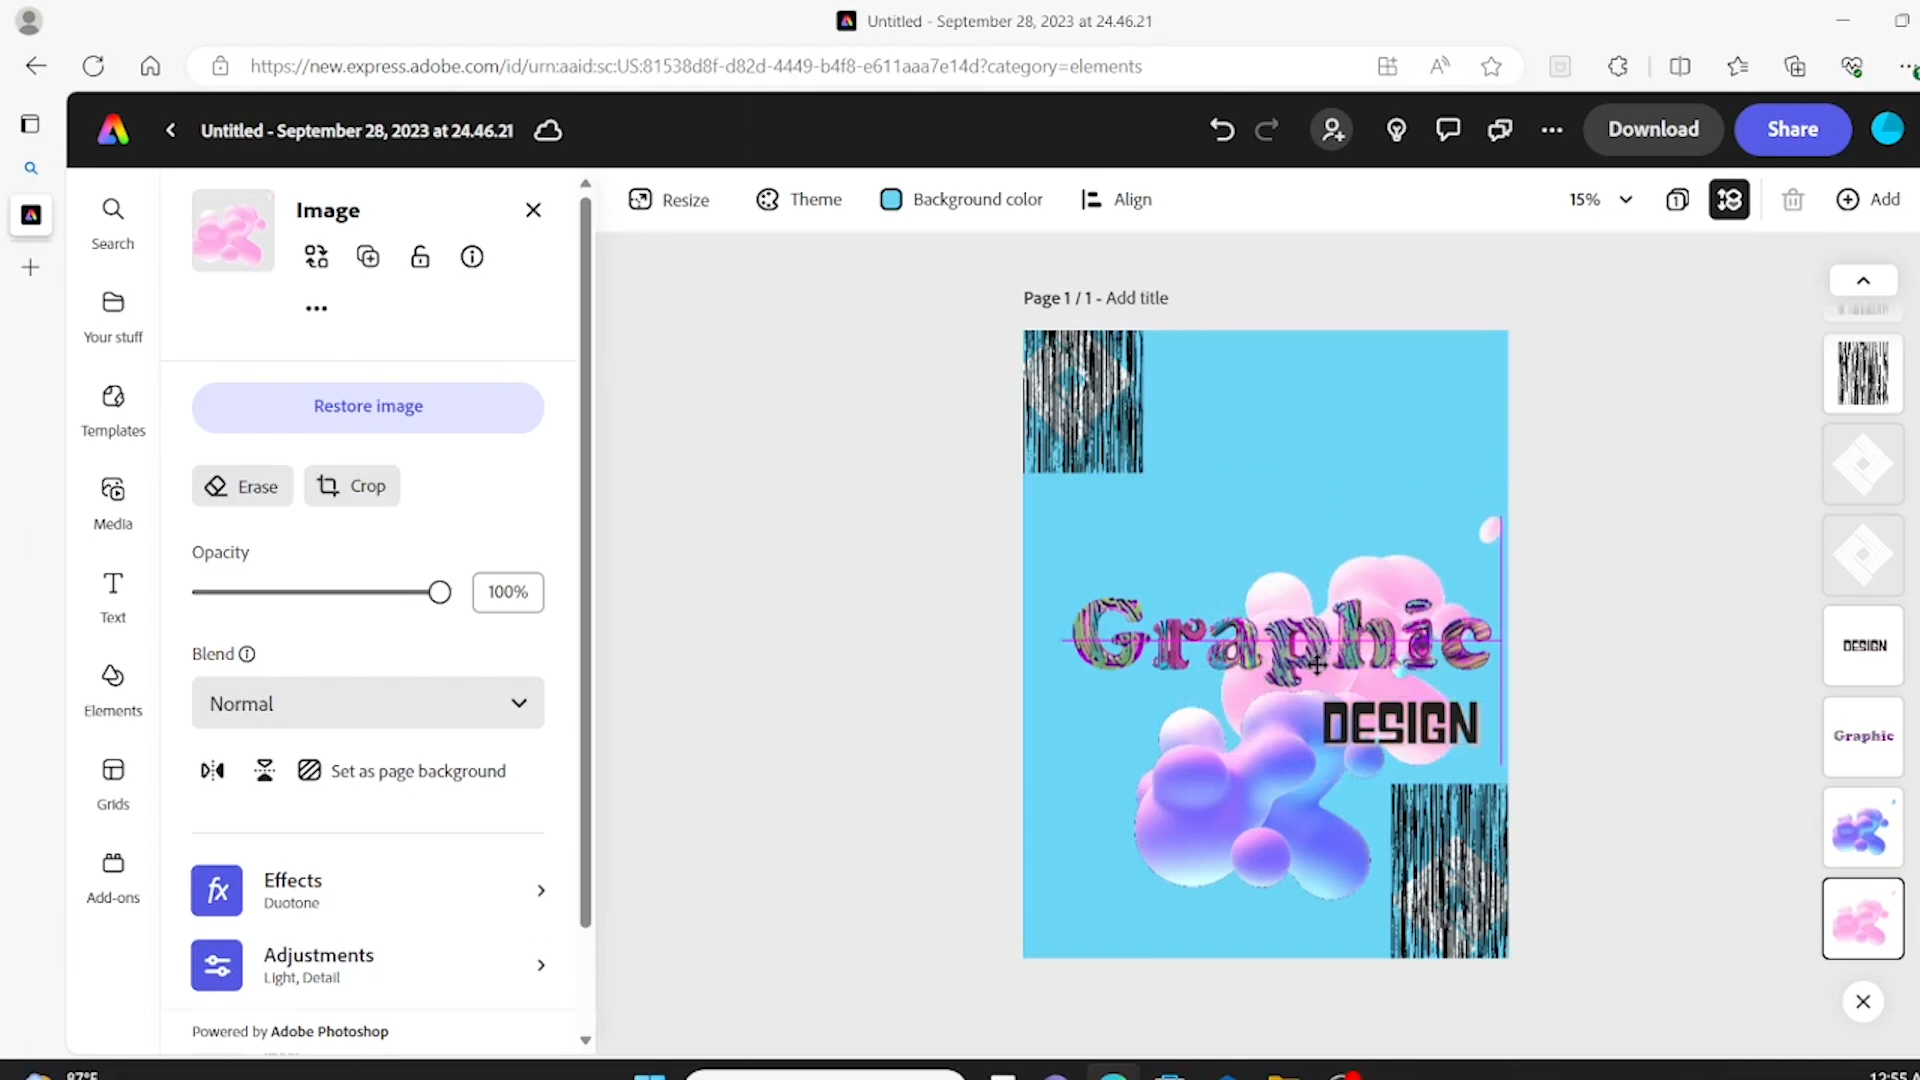 Untitled - September 28, 2023 at 24.46.21
https://new.express.adobe.com/id/urn:aaid:sc:US:81538d8f-d82d-4449-b4f8-e611aaa7e14d?category=elements
Untitled - September 28, 2023 at 24.46.21
Download
Share
Search
Your stuff
Templates
Media
Text
Elements
Grids
Add-ons
Image
Restore image
Erase
Crop
Opacity
100%
Blend
Normal
Set as page background
Effects
Duotone
Adjustments
Light, Detail
Powered by Adobe Photoshop
Resize
Theme
Background color
Align
15%
1
Add
Page 1 / 1 - Add title
Graphic
DESIGN
DESIGN
Graphic